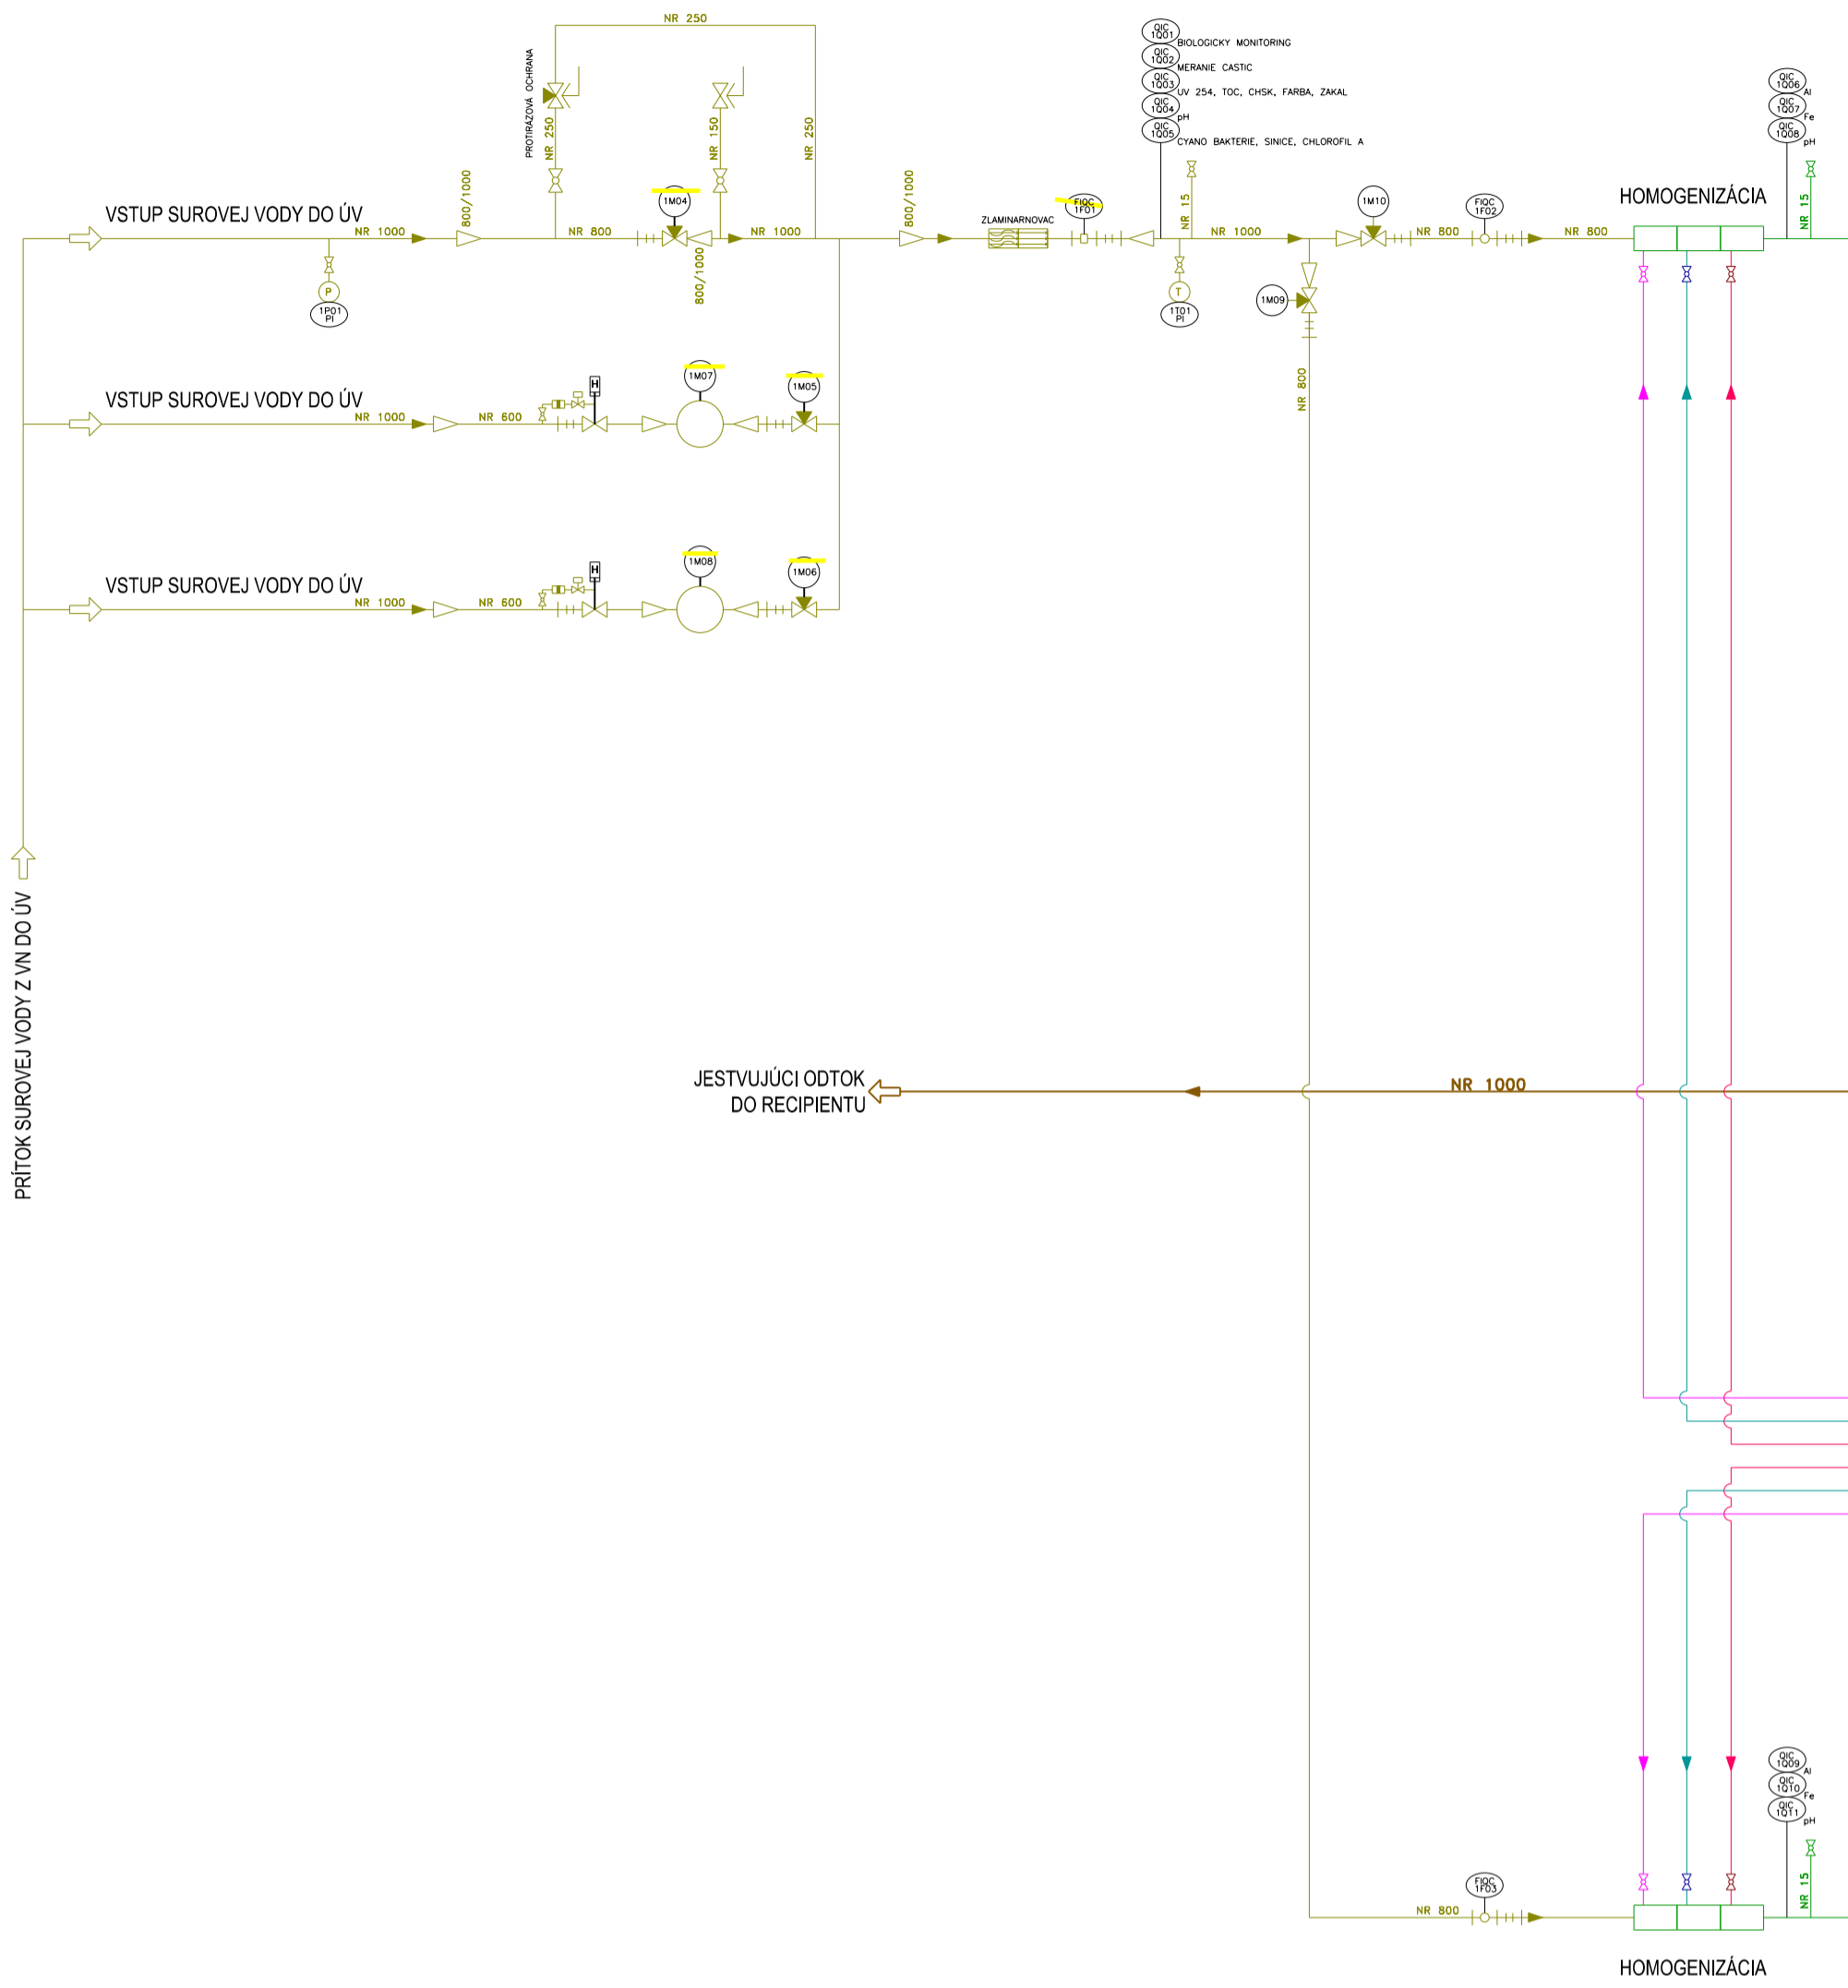 NR 250
PROTIRÁZOVÁ OCHRANA
NR 250
NR 150
NR 250
QIC
1Q01
BIOLOGICKY MONITORING
QIC
1Q02
MERANIE CASTIC
QIC
1Q03
UV 254, TOC, CHSK, FARBA, ZAKAL
QIC
1Q04
pH
QIC
1Q05
CYANO BAKTERIE, SINICE, CHLOROFIL A
QIC
1Q06
Al
QIC
1Q07
Fe
QIC
1Q08
pH
VSTUP SUROVEJ VODY DO ÚV
NR 1000
800/1000
NR 800
1M04
800/1000
NR 1000
800/1000
ZLAMINARNOVAC
FIQC
1F01
NR 15
NR 1000
1M10
NR 800
FIQC
1F02
NR 800
HOMOGENIZÁCIA
NR 15
P
1P01
PI
T
1T01
PI
1M09
NR 800
VSTUP SUROVEJ VODY DO ÚV
NR 1000
NR 600
H
1M07
1M05
VSTUP SUROVEJ VODY DO ÚV
NR 1000
NR 600
H
1M08
1M06
PRÍTOK SUROVEJ VODY Z VN DO ÚV
JESTVUJÚCI ODTOK
DO RECIPIENTU
NR 1000
QIC
1Q09
Al
QIC
1Q10
Fe
QIC
1Q11
pH
NR 800
FIQC
1F03
NR 15
HOMOGENIZÁCIA